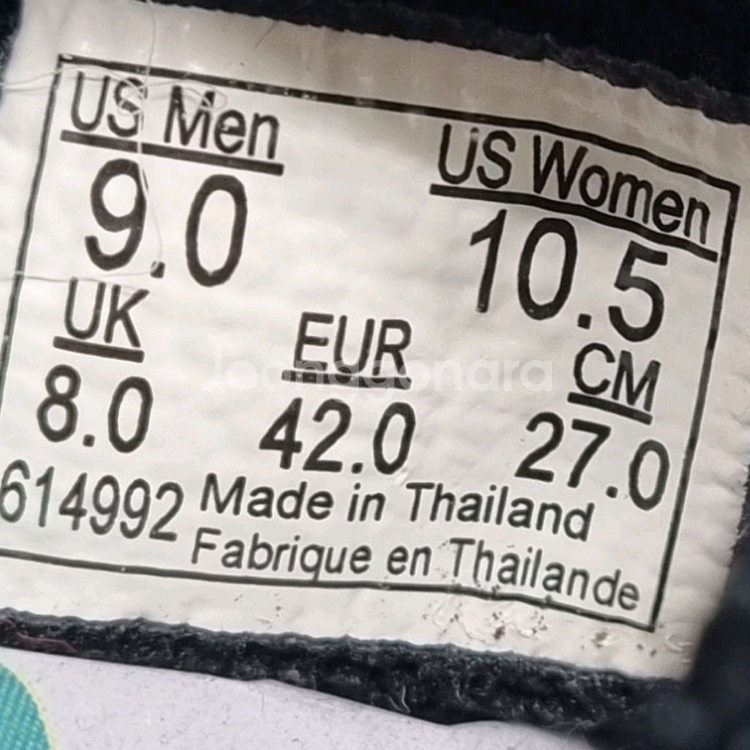 US Men
9.0
US Women
10.5
UK
8.0
EUR
42.0
CM
27.0
614992
Made in Thailand
Fabrique en Thailande
Joonggonara